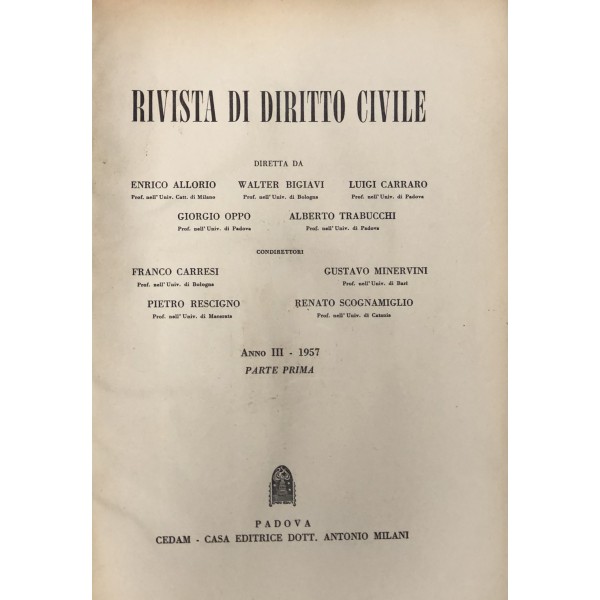 RIVISTA DI DIRITTO CIVILE
DIRETTA DA
ENRICO ALLORIO WALTER BIGIAVI LUIGI CARRARO
Prof. nell'Univ. Catt. di Milano Prof. nell'Univ. di Bologna Prof. nell'Univ. di Padova
GIORGIO OPPO ALBERTO TRABUCCHI
Prof. nell'Univ. di Padova Prof. nell'Univ. di Padova
CONDIRETTORI
FRANCO CARRESI GUSTAVO MINERVINI
Prof. nell'Univ. di Bologna Prof. nell'Univ. di Bari
PIETRO RESCIGNO RENATO SCOGNAMIGLIO
Prof. nell'Univ. di Macerata Prof. nell'Univ. di Catania
ANNO III - 1957
PARTE PRIMA
PADOVA
CEDAM - CASA EDITRICE DOTT. ANTONIO MILANI